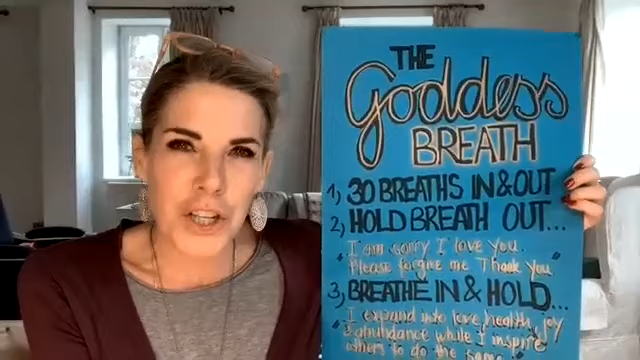 THE
Goddess
BREATH
1) 30 BREATHS IN & OUT
2) HOLD BREATH OUT...
"I am sorry I love you.
Please forgive me Thank you"
3) BREATHE IN & HOLD...
"I expand into love, health, joy
& abundance while I inspire
others to do the same"